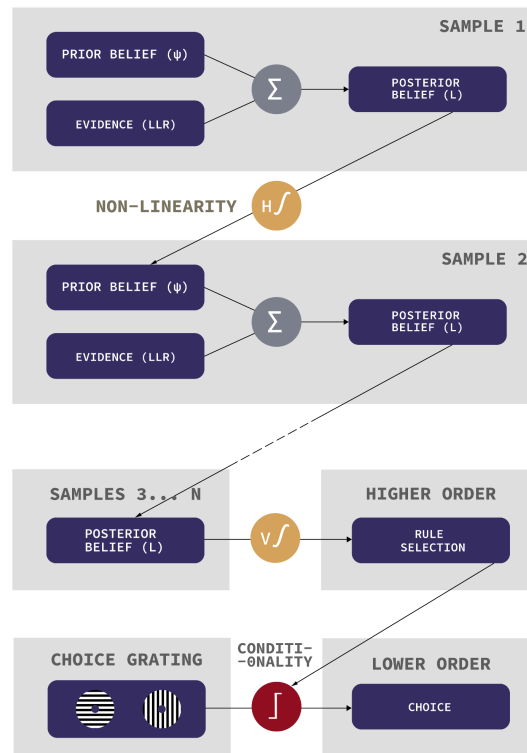 SAMPLE 1
PRIOR BELIEF (ψ)
Σ
POSTERIOR
BELIEF (L)
EVIDENCE (LLR)
NON-LINEARITY
H∫
SAMPLE 2
PRIOR BELIEF (ψ)
Σ
POSTERIOR
BELIEF (L)
EVIDENCE (LLR)
SAMPLES 3... N
HIGHER ORDER
POSTERIOR
BELIEF (L)
V∫
RULE
SELECTION
CONDITI-
-0NALITY
CHOICE GRATING
LOWER ORDER
CHOICE